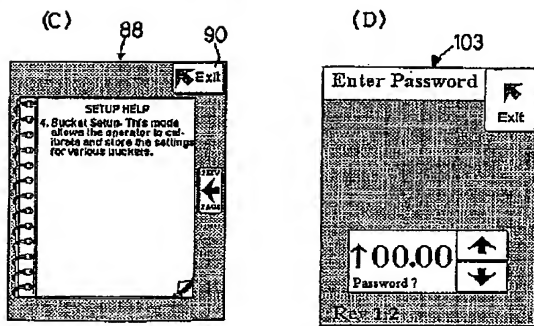 (C)
88
90
Exit
SETUP HELP
4. Bucket Setup- This mode
allows the operator to cal-
ibrate and store the settings
for various buckets.
PREV
PAGE
(D)
103
Enter Password
Exit
↑00.00
Password ?
Rev 1.2